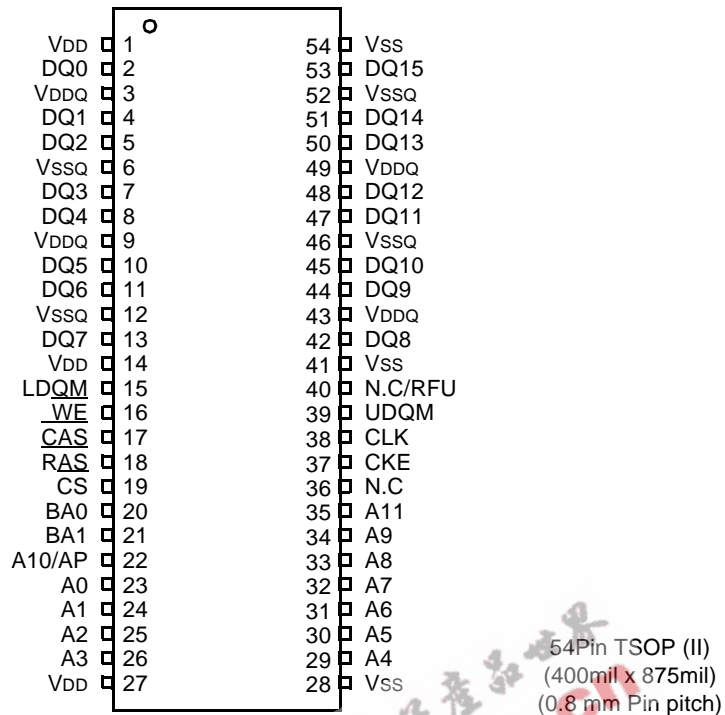 VDD 1 54 VSS
DQ0 2 53 DQ15
VDDQ 3 52 VSSQ
DQ1 4 51 DQ14
DQ2 5 50 DQ13
VSSQ 6 49 VDDQ
DQ3 7 48 DQ12
DQ4 8 47 DQ11
VDDQ 9 46 VSSQ
DQ5 10 45 DQ10
DQ6 11 44 DQ9
VSSQ 12 43 VDDQ
DQ7 13 42 DQ8
VDD 14 41 VSS
LDQM 15 40 N.C/RFU
WE 16 39 UDQM
CAS 17 38 CLK
RAS 18 37 CKE
CS 19 36 N.C
BA0 20 35 A11
BA1 21 34 A9
A10/AP 22 33 A8
A0 23 32 A7
A1 24 31 A6
A2 25 30 A5
A3 26 29 A4
VDD 27 28 VSS
54Pin TSOP (II)
(400mil x 875mil)
(0.8 mm Pin pitch)